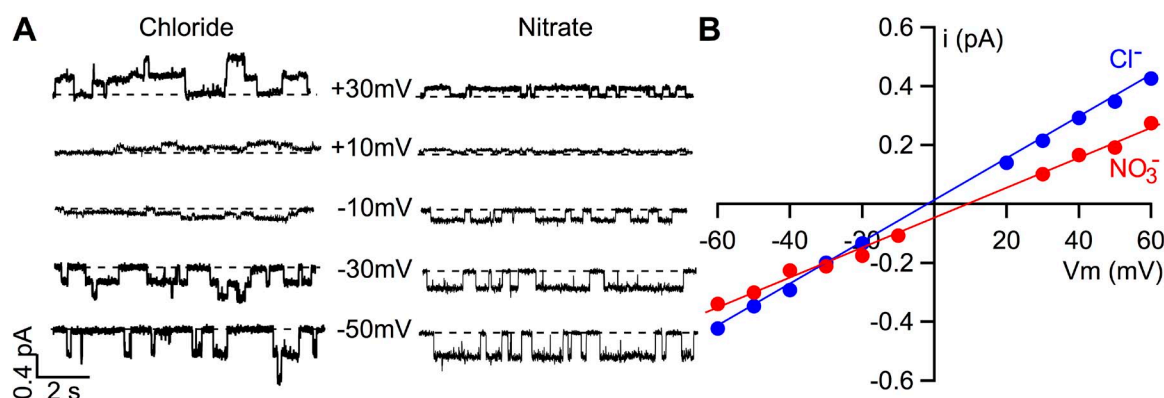 A
Chloride
Nitrate
+30mV
+10mV
-10mV
-30mV
-50mV
0.4 pA
2 s
B
i (pA)
Cl⁻
NO₃⁻
0.6
0.4
0.2
-60 -40 -20 20 40 60
Vm (mV)
-0.2
-0.4
-0.6